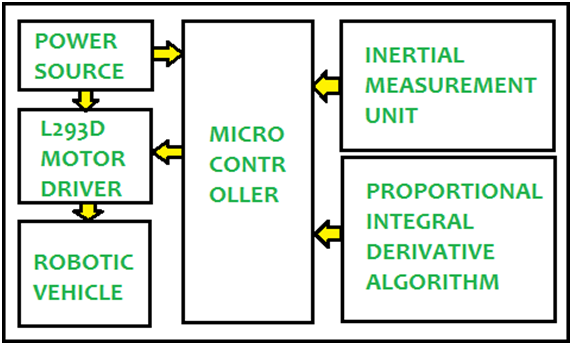 POWER
SOURCE
L293D
MOTOR
DRIVER
ROBOTIC
VEHICLE
MICRO
CONTR
OLLER
INERTIAL
MEASUREMENT
UNIT
PROPORTIONAL
INTEGRAL
DERIVATIVE
ALGORITHM